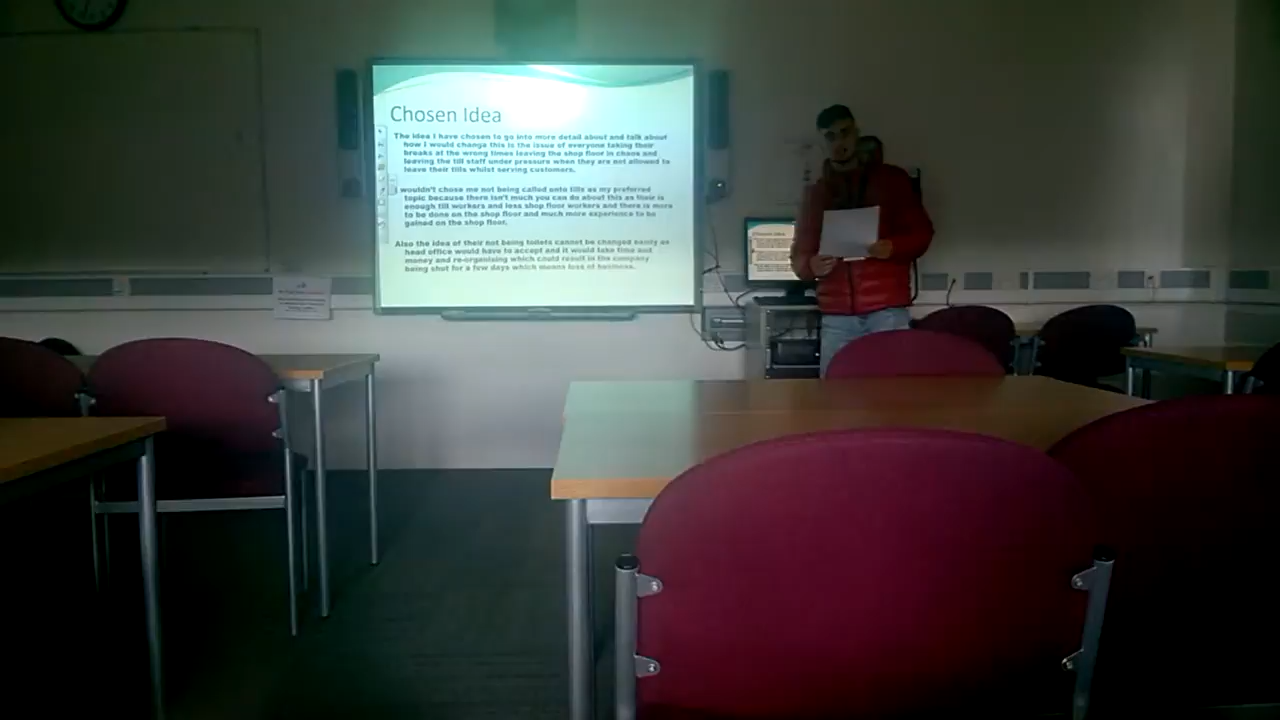 Chosen Idea
The idea I have chosen to go into more detail about and talk about
how I would changa this is the issue of everyone taking their
breaks at the wrong times leaving the shop floor in chaos and
leaving the till staff under pressure when they are not allowed to
leave their tills whilst serving customers.
I wouldn't chose me not being called onto tills as my preferred
topic because there isn't much you can do about this as their is
enough till workers and less shop floor workers and there is more
to be done on the shop floor and much more experience to be
gained on the shop floor.
Also the idea of their not being toilets cannot be changed easily as
head office would have to accept and it would take time and
money and re-organising which could result in the company
being shut for a few days which means loss of business.
Chosen Idea